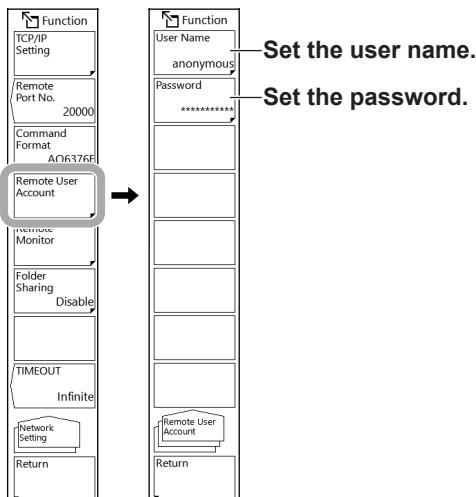 Function
TCP/IP
Setting
Remote
Port No.
20000
Command
Format
AQ6376E
Remote User
Account
Remote
Monitor
Folder
Sharing
Disable
TIMEOUT
Infinite
Network
Setting
Return
Function
User Name
anonymous
Set the user name.
Password
***********
Set the password.
Remote User
Account
Return